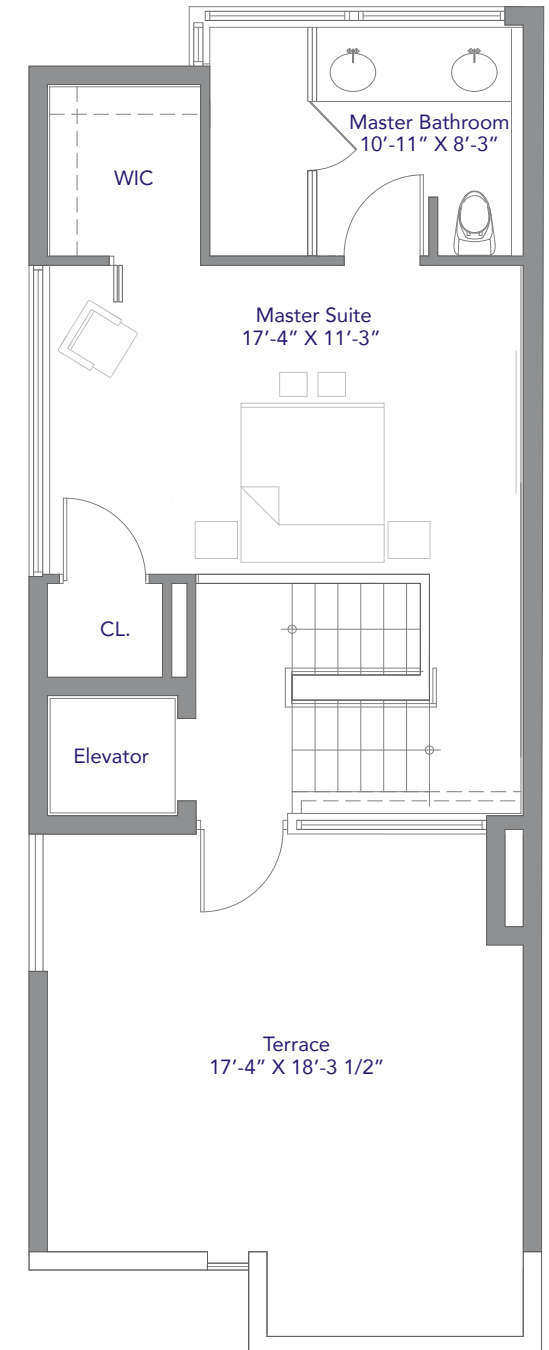 Master Bathroom
10’-11” X 8’-3”
WIC
Master Suite
17’-4” X 11’-3”
CL.
Elevator
Terrace
17’-4” X 18’-3 1/2”